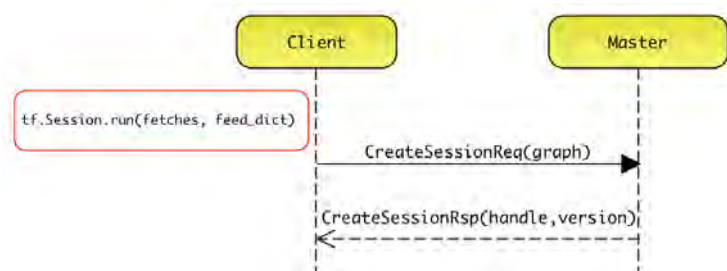 Client
Master
tf.Session.run(fetches, feed_dict)
CreateSessionReq(graph)
CreateSessionRsp(handle,version)